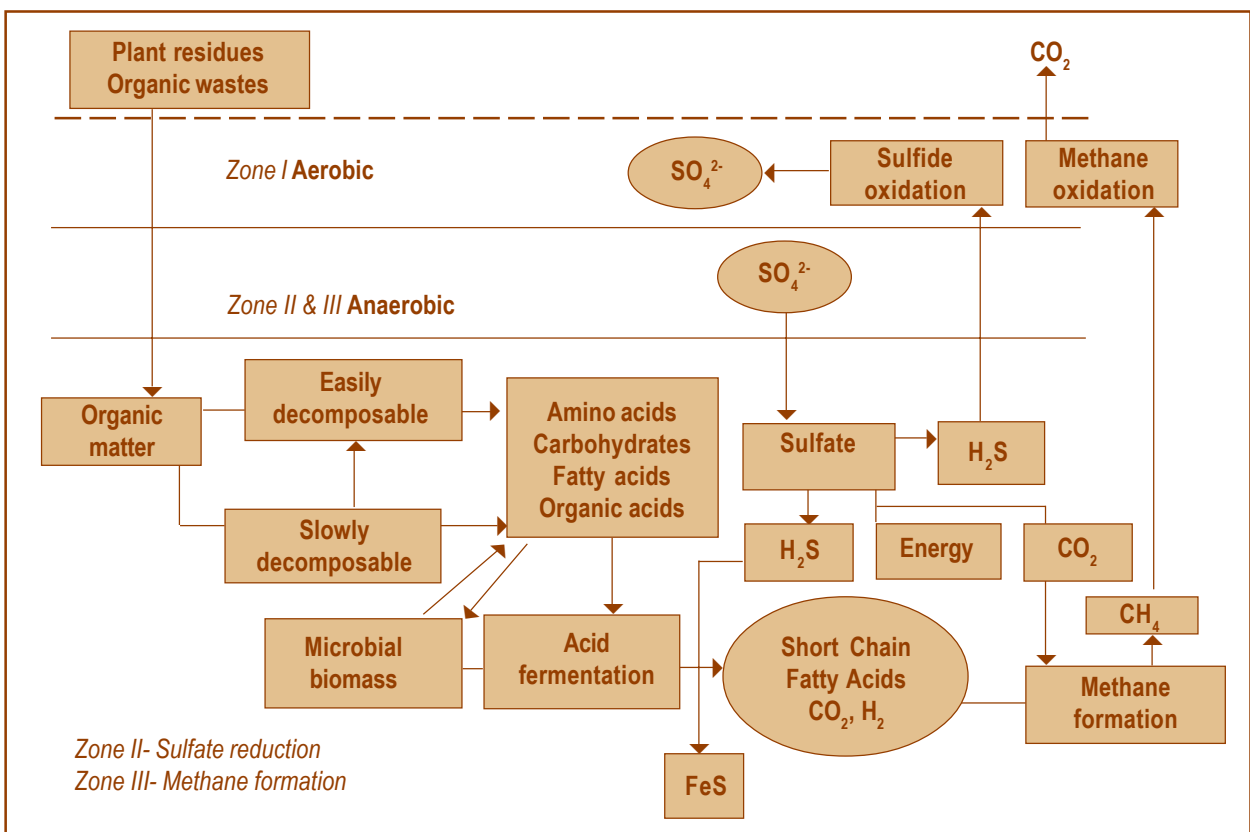 Plant residues
Organic wastes
CO₂
Zone I Aerobic
SO₄²⁻
Sulfide
oxidation
Methane
oxidation
SO₄²⁻
Zone II & III Anaerobic
Organic
matter
Easily
decomposable
Slowly
decomposable
Amino acids
Carbohydrates
Fatty acids
Organic acids
Sulfate
H₂S
H₂S
Energy
CO₂
CH₄
Microbial
biomass
Acid
fermentation
Short Chain
Fatty Acids
CO₂, H₂
Methane
formation
FeS
Zone II- Sulfate reduction
Zone III- Methane formation